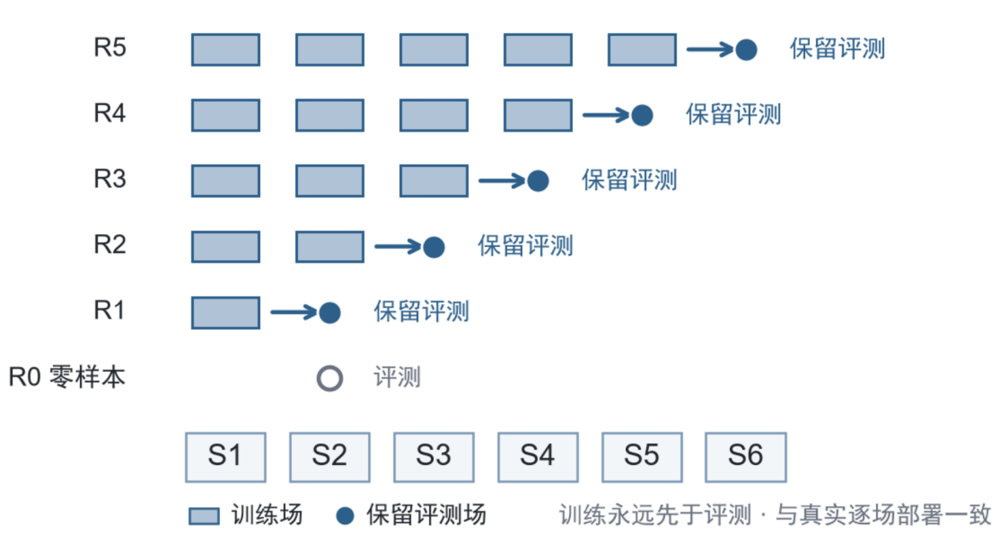 R5 保留评测
R4 保留评测
R3 保留评测
R2 保留评测
R1 保留评测
R0 零样本 评测
S1 S2 S3 S4 S5 S6
训练场 保留评测场 训练永远先于评测 · 与真实逐场部署一致